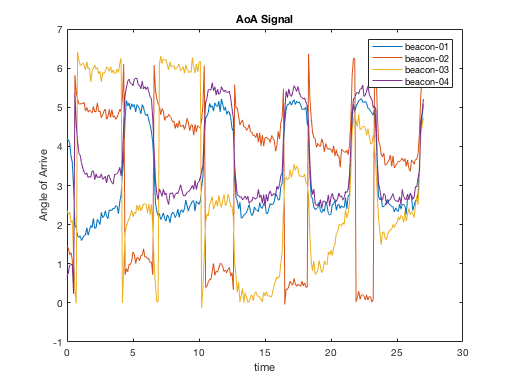 AoA Signal
7
6
5
4
3
2
1
0
-1
Angle of Arrive
beacon-01
beacon-02
beacon-03
beacon-04
0 5 10 15 20 25 30
time